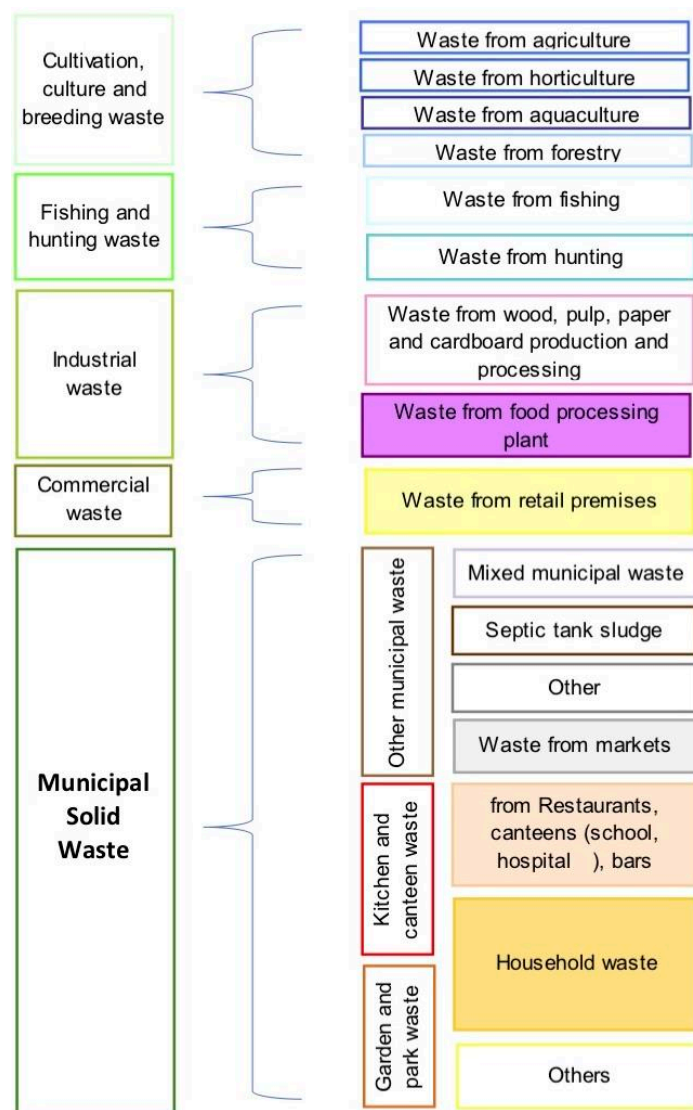 Cultivation,
culture and
breeding waste
Waste from agriculture
Waste from horticulture
Waste from aquaculture
Waste from forestry
Fishing and
hunting waste
Waste from fishing
Waste from hunting
Industrial
waste
Waste from wood, pulp, paper
and cardboard production and
processing
Waste from food processing
plant
Commercial
waste
Waste from retail premises
Municipal
Solid
Waste
Other municipal waste
Mixed municipal waste
Septic tank sludge
Other
Waste from markets
Kitchen and
canteen waste
from Restaurants,
canteens (school,
hospital ), bars
Household waste
Garden and
park waste
Others